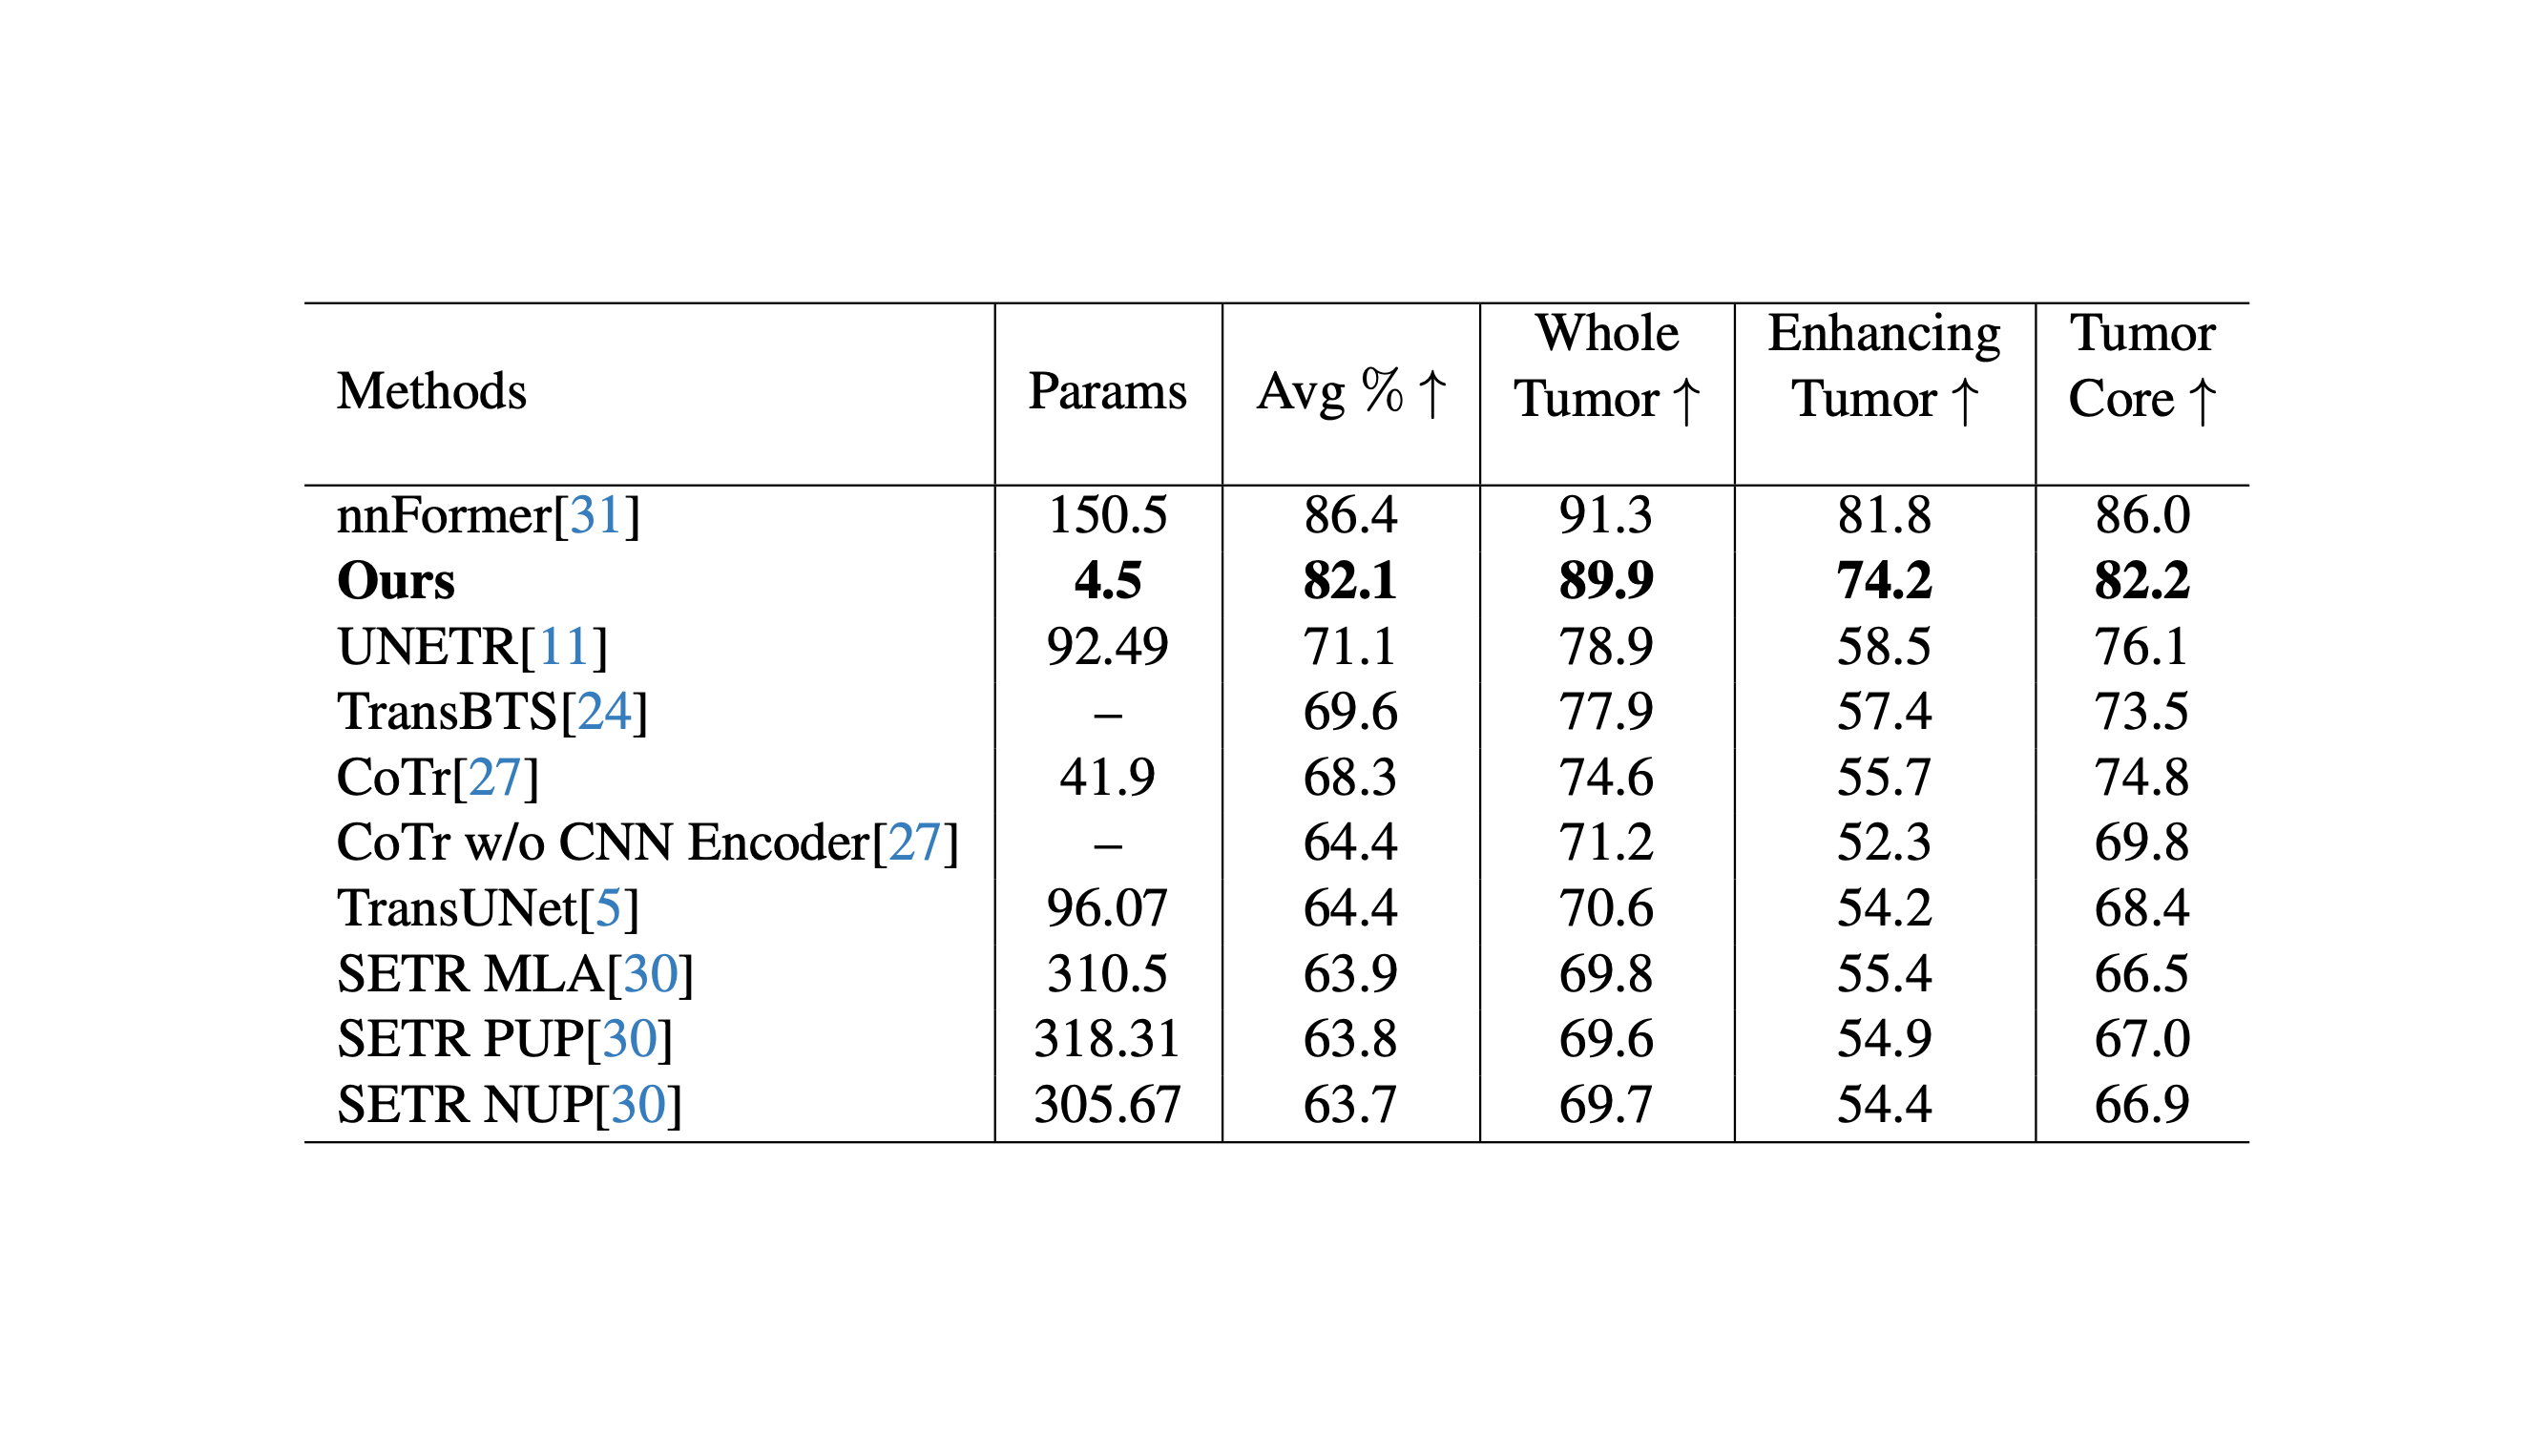 Methods Params Avg % ↑ Whole Tumor ↑ Enhancing Tumor ↑ Tumor Core ↑
nnFormer[31] 150.5 86.4 91.3 81.8 86.0
Ours 4.5 82.1 89.9 74.2 82.2
UNETR[11] 92.49 71.1 78.9 58.5 76.1
TransBTS[24] – 69.6 77.9 57.4 73.5
CoTr[27] 41.9 68.3 74.6 55.7 74.8
CoTr w/o CNN Encoder[27] – 64.4 71.2 52.3 69.8
TransUNet[5] 96.07 64.4 70.6 54.2 68.4
SETR MLA[30] 310.5 63.9 69.8 55.4 66.5
SETR PUP[30] 318.31 63.8 69.6 54.9 67.0
SETR NUP[30] 305.67 63.7 69.7 54.4 66.9